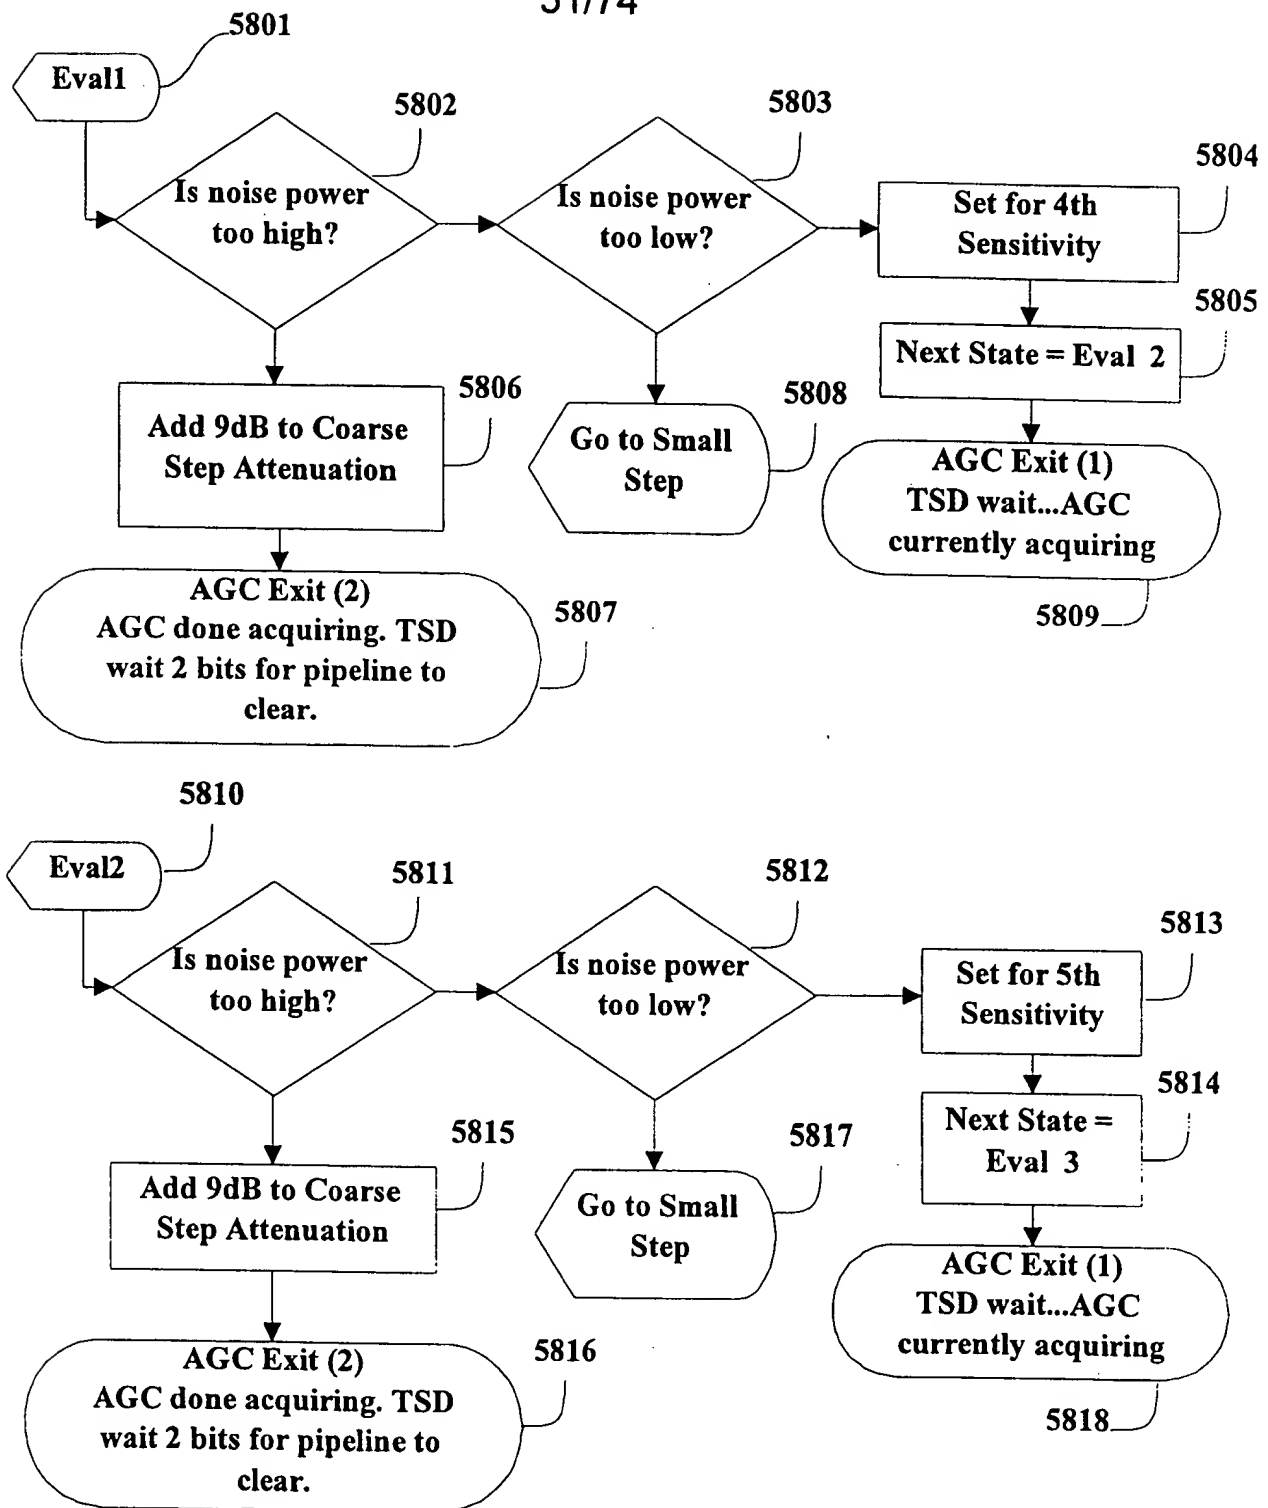 5801
Eval1
5802
Is noise power
too high?
5803
Is noise power
too low?
5804
Set for 4th
Sensitivity
5805
Next State = Eval 2
5806
Add 9dB to Coarse
Step Attenuation
5808
Go to Small
Step
AGC Exit (1)
TSD wait...AGC
currently acquiring
5809
AGC Exit (2)
AGC done acquiring. TSD
wait 2 bits for pipeline to
clear.
5807
5810
Eval2
5811
Is noise power
too high?
5812
Is noise power
too low?
5813
Set for 5th
Sensitivity
5814
Next State =
Eval 3
5815
Add 9dB to Coarse
Step Attenuation
5817
Go to Small
Step
AGC Exit (1)
TSD wait...AGC
currently acquiring
5818
5816
AGC Exit (2)
AGC done acquiring. TSD
wait 2 bits for pipeline to
clear.